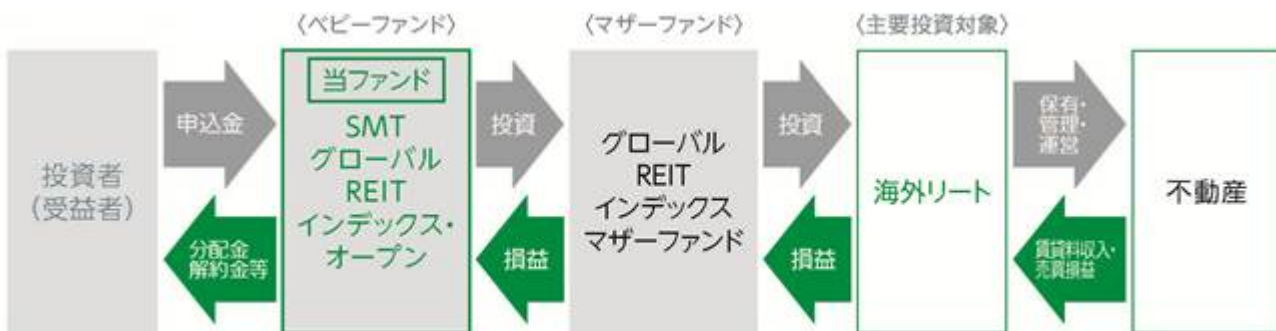 〈ベビーファンド〉
〈マザーファンド〉
〈主要投資対象〉
投資者
（受益者）
申込金
分配金
解約金等
当ファンド
SMT
グローバル
REIT
インデックス・
オープン
投資
損益
グローバル
REIT
インデックス
マザーファンド
投資
損益
海外リート
保有・
管理・
運営
賃貸料収入・
売買損益
不動産